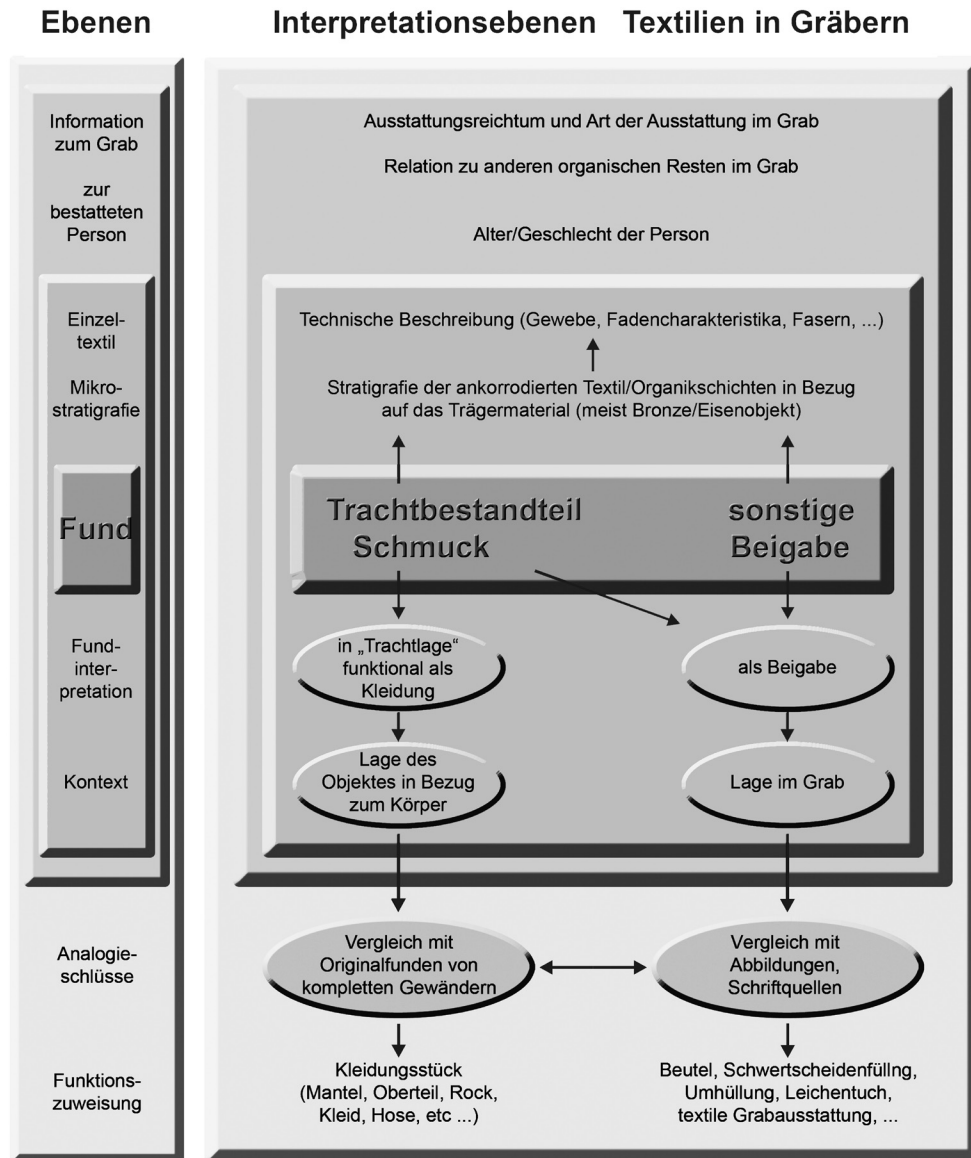 Ebenen
Interpretationsebenen Textilien in Gräbern
Information
zum Grab
zur
bestatteten
Person
Ausstattungsreichtum und Art der Ausstattung im Grab
Relation zu anderen organischen Resten im Grab
Alter/Geschlecht der Person
Einzel-
textil
Mikro-
stratigrafie
Technische Beschreibung (Gewebe, Fadencharakteristika, Fasern, ...)
Stratigrafie der ankorrodierten Textil/Organikschichten in Bezug
auf das Trägermaterial (meist Bronze/Eisenobjekt)
Fund
Trachtbestandteil
Schmuck
sonstige
Beigabe
Fund-
inter-
pretation
in „Trachtlage“
funktional als
Kleidung
als Beigabe
Kontext
Lage des
Objektes in Bezug
zum Körper
Lage im Grab
Analogie-
schlüsse
Vergleich mit
Originalfunden von
kompletten Gewändern
Vergleich mit
Abbildungen,
Schriftquellen
Funktions-
zuweisung
Kleidungsstück
(Mantel, Oberteil, Rock,
Kleid, Hose, etc ...)
Beutel, Schwertscheidenfüllng,
Umhüllung, Leichentuch,
textile Grabausstattung, ...